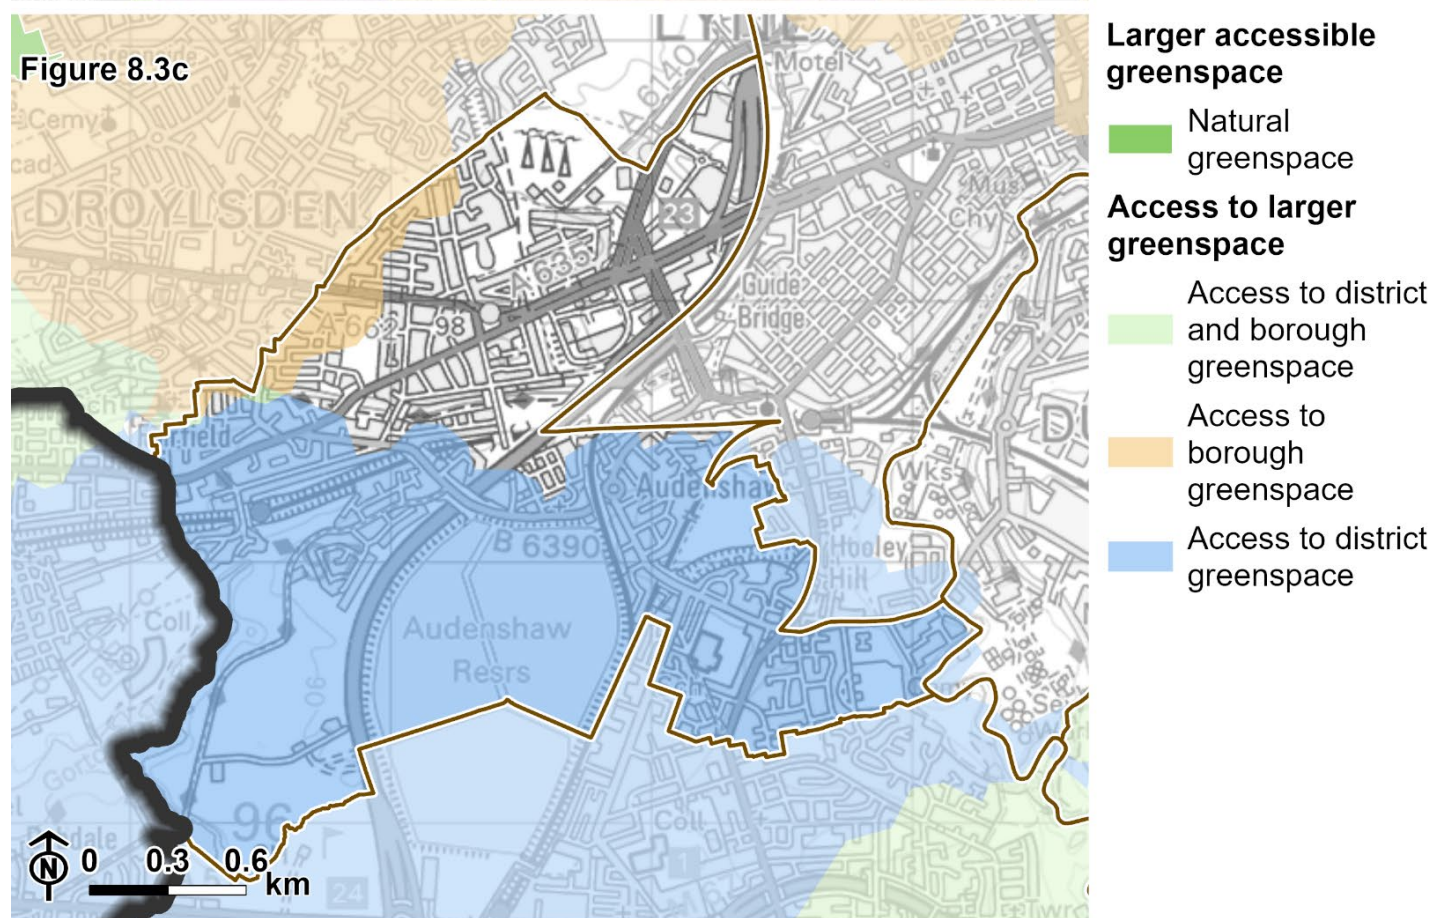 Figure 8.3c
Motel
Cemy
DROYLSDEN
A 6140
23
Mus
Chy
A 635
Guide
Bridge
A 662
98
Wks
Audenshaw
B 6390
Hooley
Hill
Coll
Audenshaw
Resrs
90
96
Coll
24
N
0 0.3 0.6
km
Larger accessible
greenspace
Natural
greenspace
Access to larger
greenspace
Access to district
and borough
greenspace
Access to
borough
greenspace
Access to district
greenspace